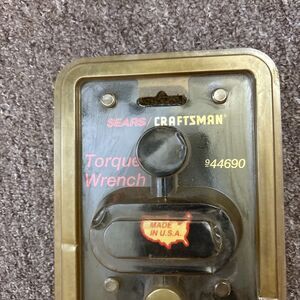 SEARS/CRAFTSMAN
Torque 944690
Wrench
MADE
IN U.S.A.